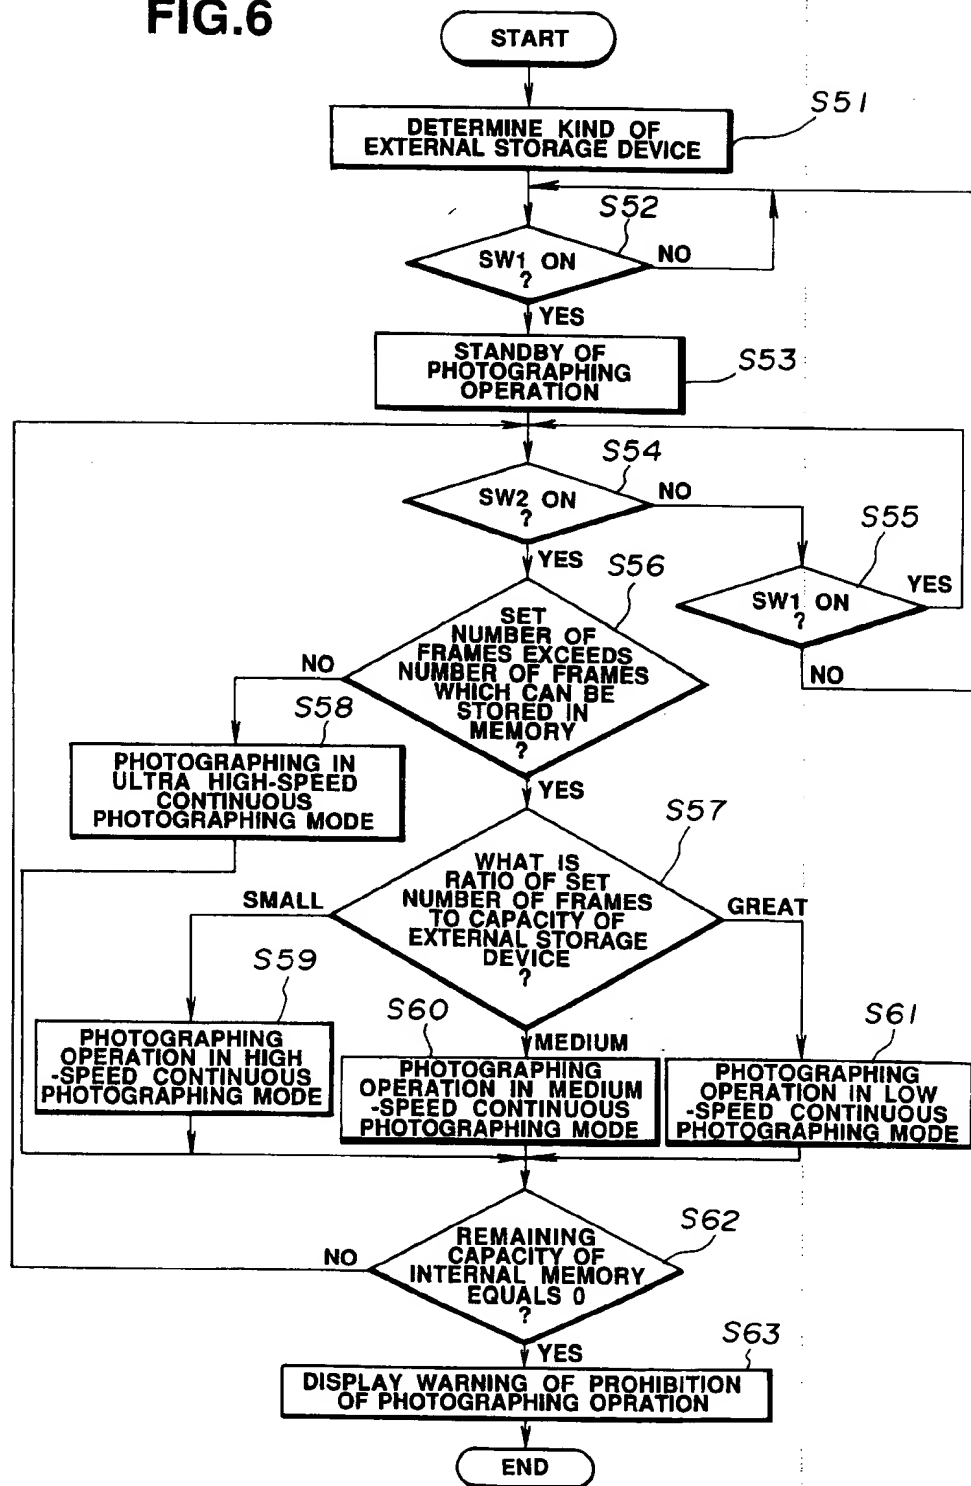 FIG.6
START
S51
DETERMINE KIND OF
EXTERNAL STORAGE DEVICE
S52
SW1 ON
?
NO
YES
STANDBY OF
PHOTOGRAPHING
OPERATION
S53
S54
SW2 ON
?
NO
YES
S55
SW1 ON
?
YES
NO
S56
SET
NUMBER OF
FRAMES EXCEEDS
NUMBER OF FRAMES
WHICH CAN BE
STORED IN
MEMORY
?
NO
YES
S58
PHOTOGRAPHING IN
ULTRA HIGH-SPEED
CONTINUOUS
PHOTOGRAPHING MODE
S57
WHAT IS
RATIO OF SET
NUMBER OF FRAMES
TO CAPACITY OF
EXTERNAL STORAGE
DEVICE
?
SMALL
GREAT
MEDIUM
S59
PHOTOGRAPHING
OPERATION IN HIGH
-SPEED CONTINUOUS
PHOTOGRAPHING MODE
S60
PHOTOGRAPHING
OPERATION IN MEDIUM
-SPEED CONTINUOUS
PHOTOGRAPHING MODE
S61
PHOTOGRAPHING
OPERATION IN LOW
-SPEED CONTINUOUS
PHOTOGRAPHING MODE
S62
REMAINING
CAPACITY OF
INTERNAL MEMORY
EQUALS 0
?
NO
YES
S63
DISPLAY WARNING OF PROHIBITION
OF PHOTOGRAPHING OPRATION
END